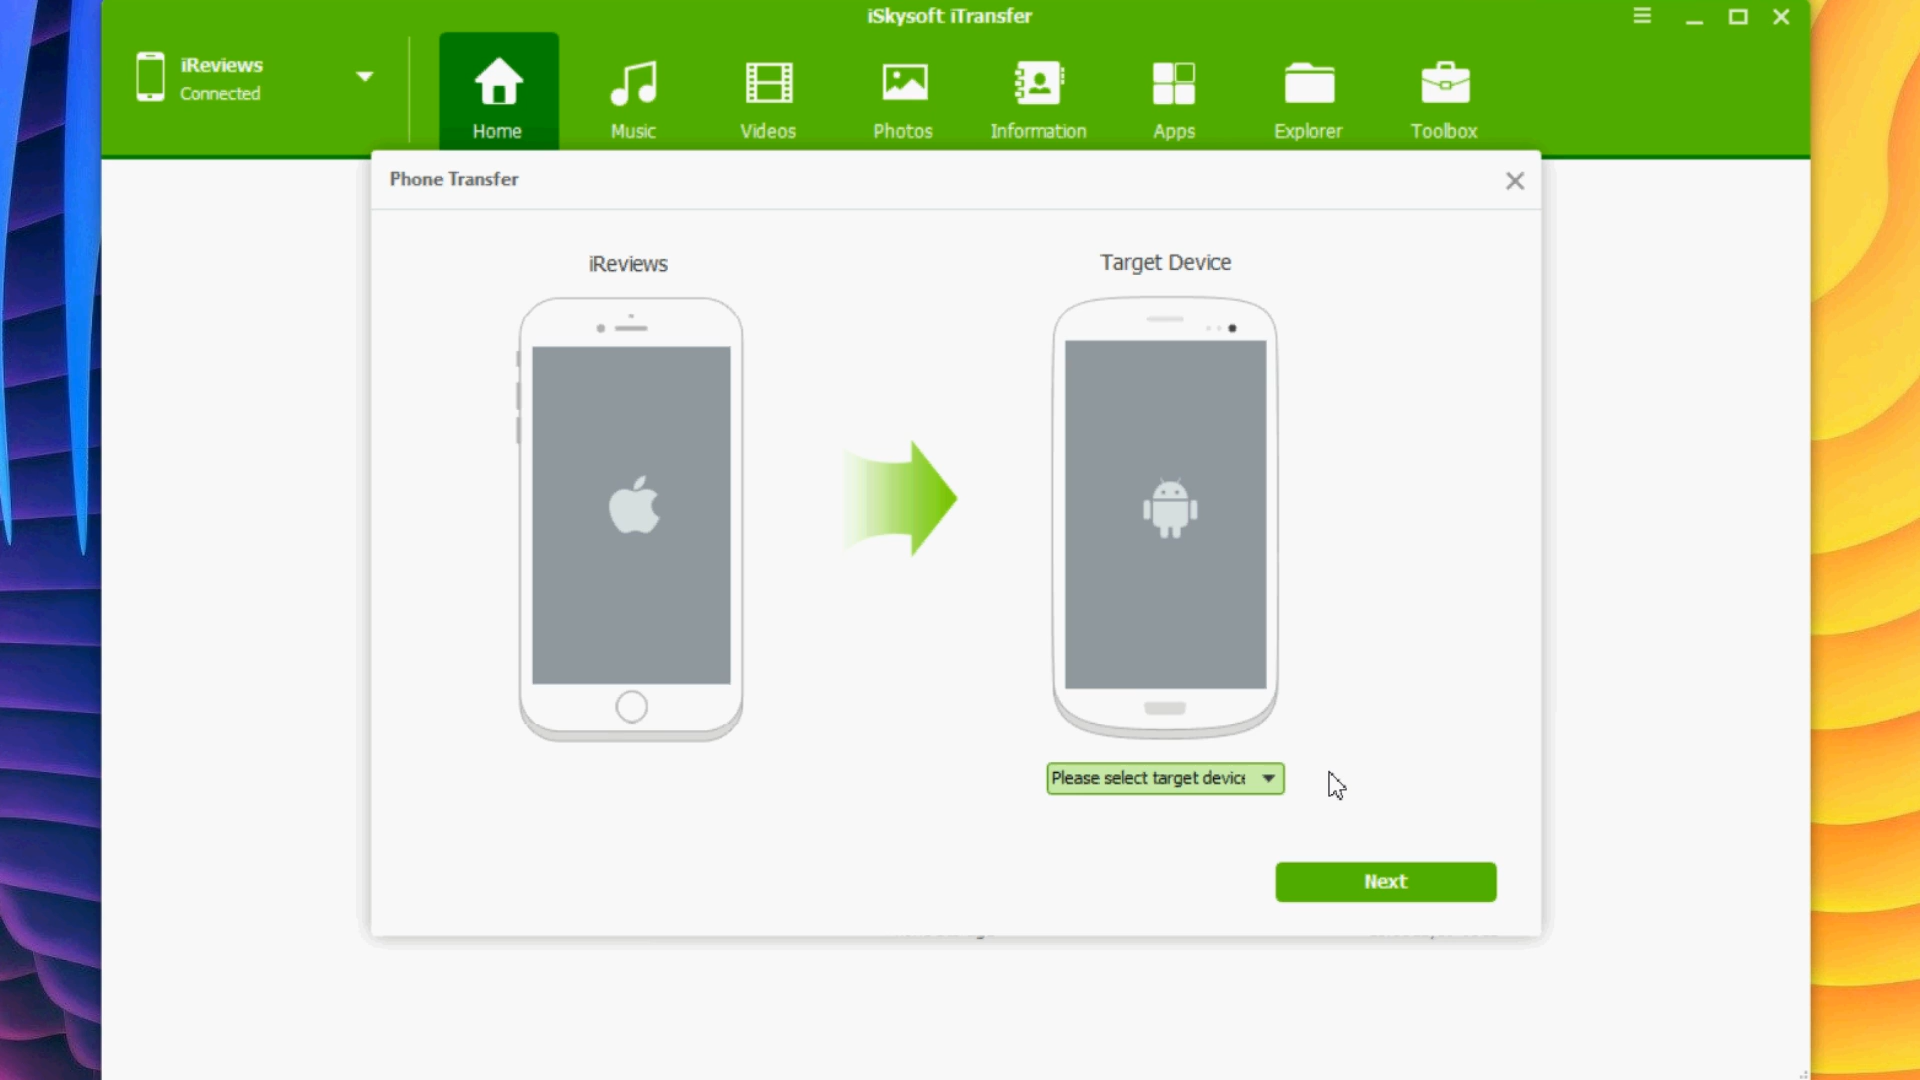 iSkysoft iTransfer
iReviews
Connected
Home
Music
Videos
Photos
Information
Apps
Explorer
Toolbox
Phone Transfer
iReviews
Target Device
Please select target device
Next